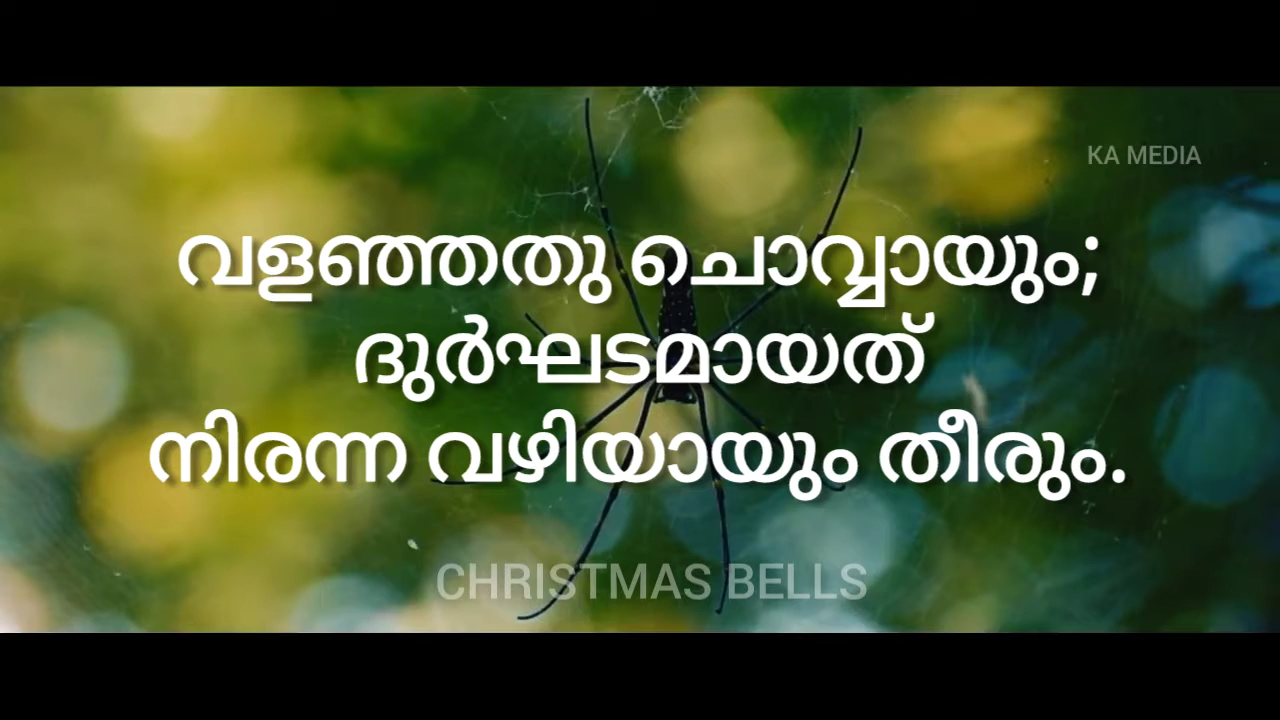 KA MEDIA
വളഞ്ഞതു ചൊവ്വായും;
ദുർഘടമായത്
നിരന്ന വഴിയായും തീരും.
CHRISTMAS BELLS